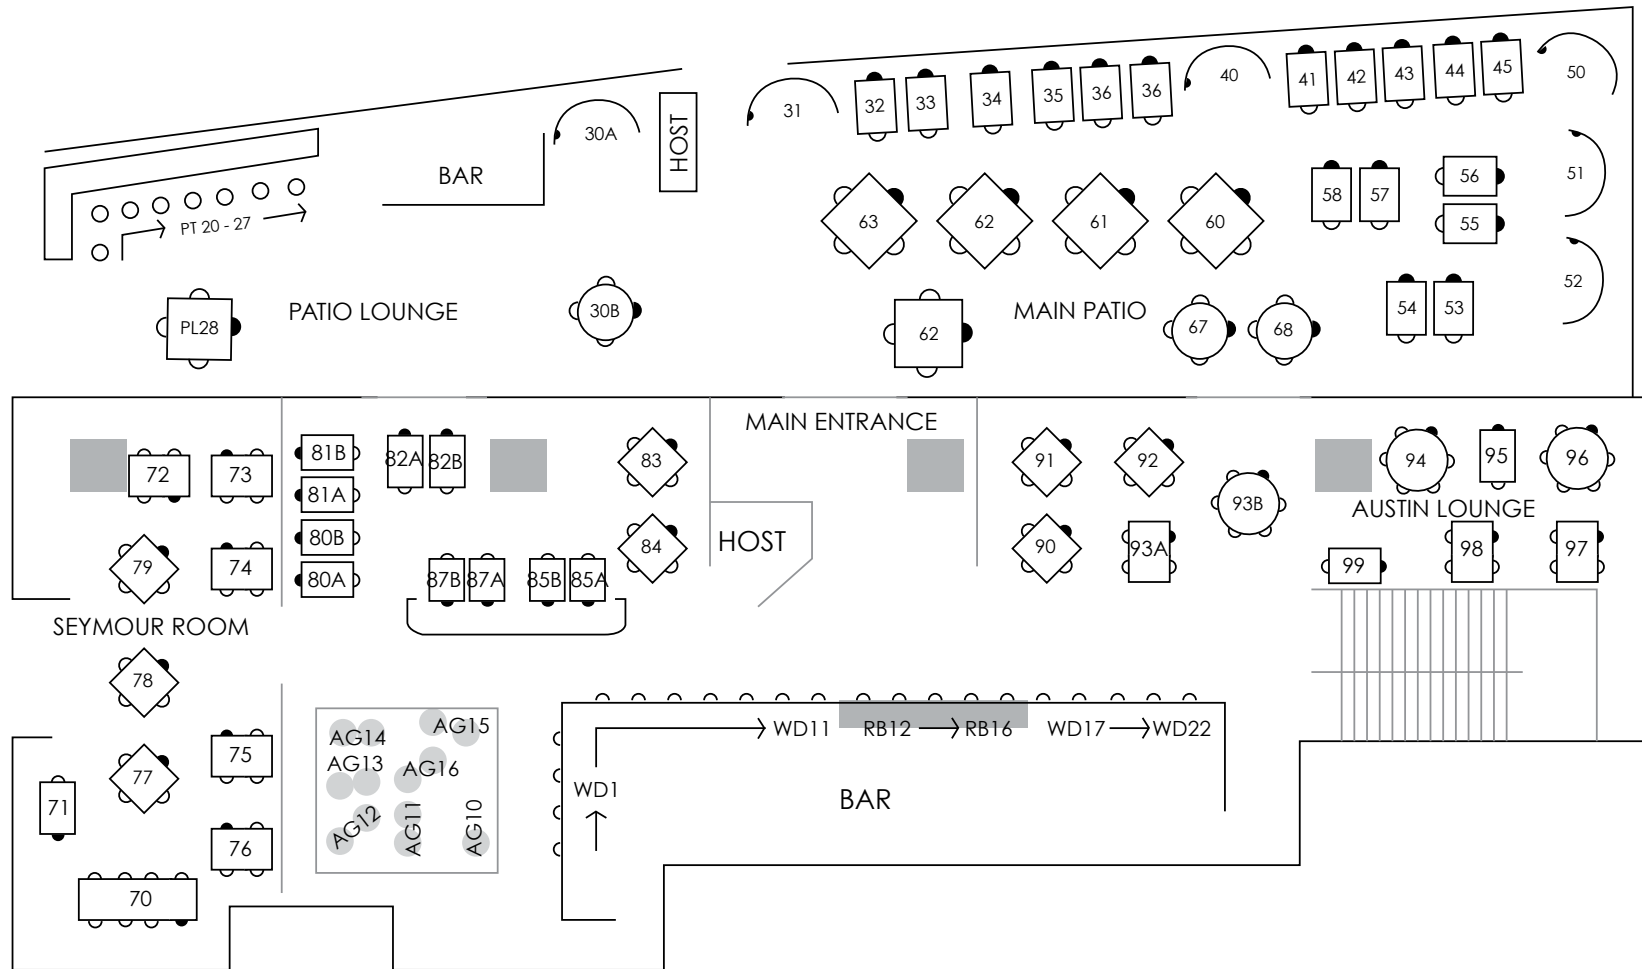 31
32
33
34
35
36
36
40
41
42
43
44
45
50
30A
HOST
BAR
PT 20 - 27
63
62
61
60
58
57
56
55
51
52
PL28
PATIO LOUNGE
30B
62
MAIN PATIO
67
68
54
53
MAIN ENTRANCE
72
73
81B
81A
80B
80A
82A
82B
83
84
HOST
79
74
87B
87A
85B
85A
SEYMOUR ROOM
91
92
93B
90
93A
94
95
96
AUSTIN LOUNGE
99
98
97
78
77
75
76
71
70
AG14
AG15
AG13
AG16
AG12
AG11
AG10
WD1
WD11
RB12
RB16
WD17
WD22
BAR